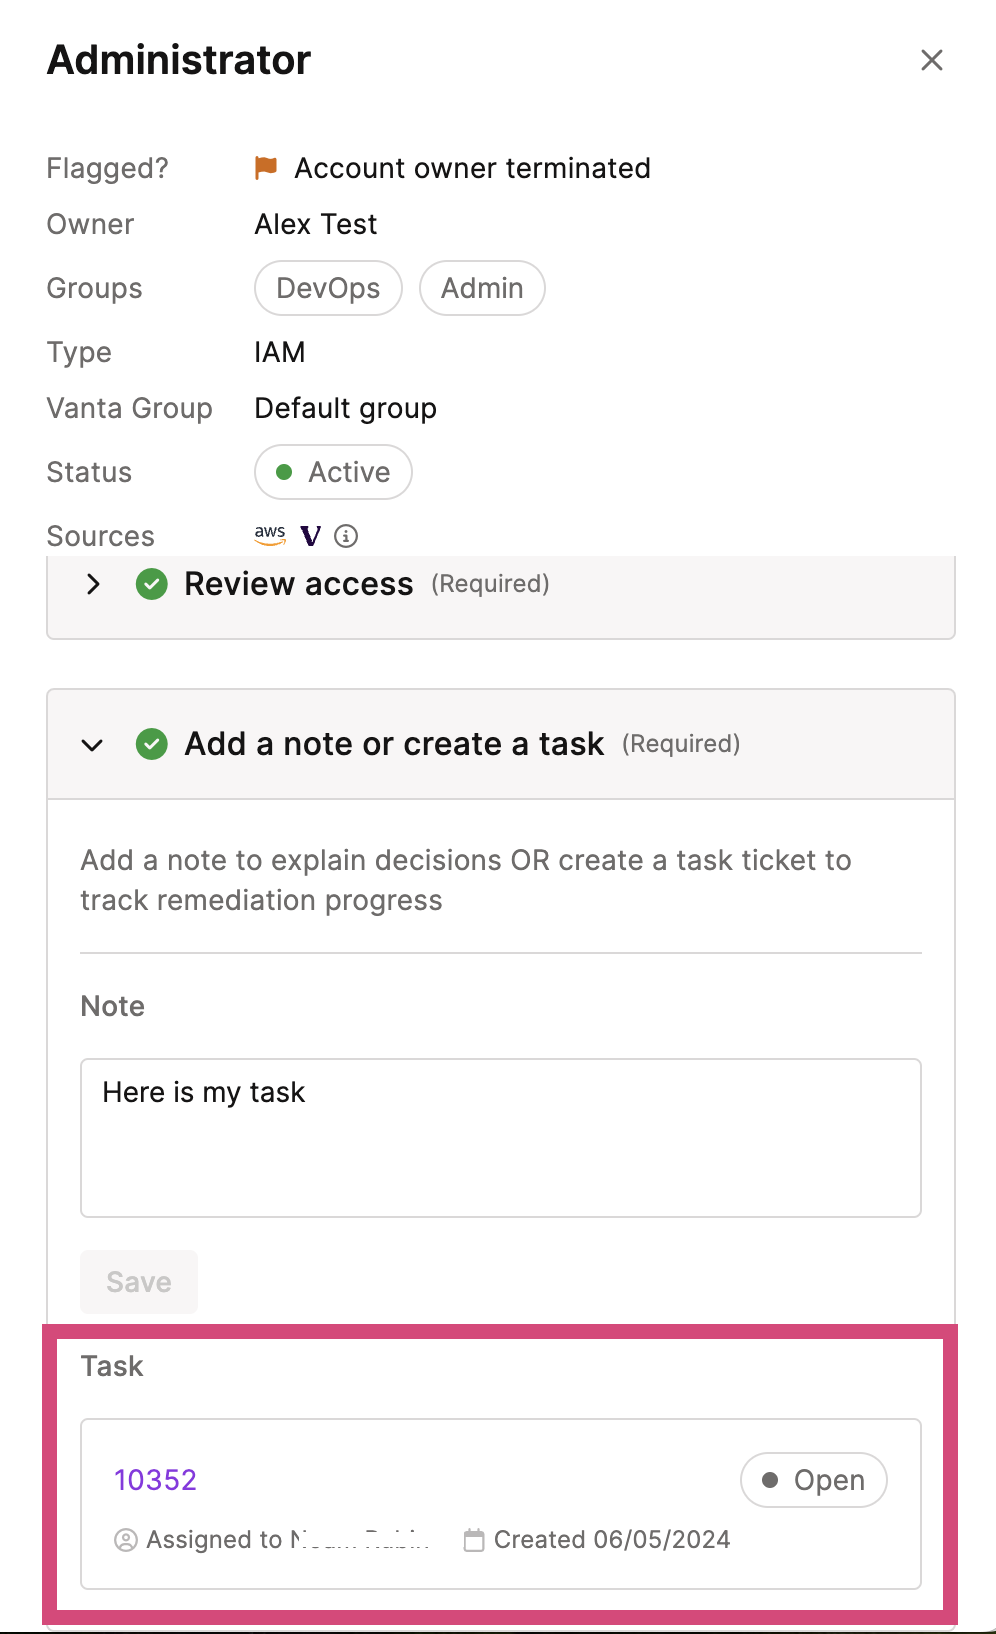 Administrator
Flagged? Account owner terminated
Owner Alex Test
Groups DevOps Admin
Type IAM
Vanta Group Default group
Status Active
Sources aws V
Review access (Required)
Add a note or create a task (Required)
Add a note to explain decisions OR create a task ticket to
track remediation progress
Note
Here is my task
Save
Task
10352 Open
Assigned to Created 06/05/2024